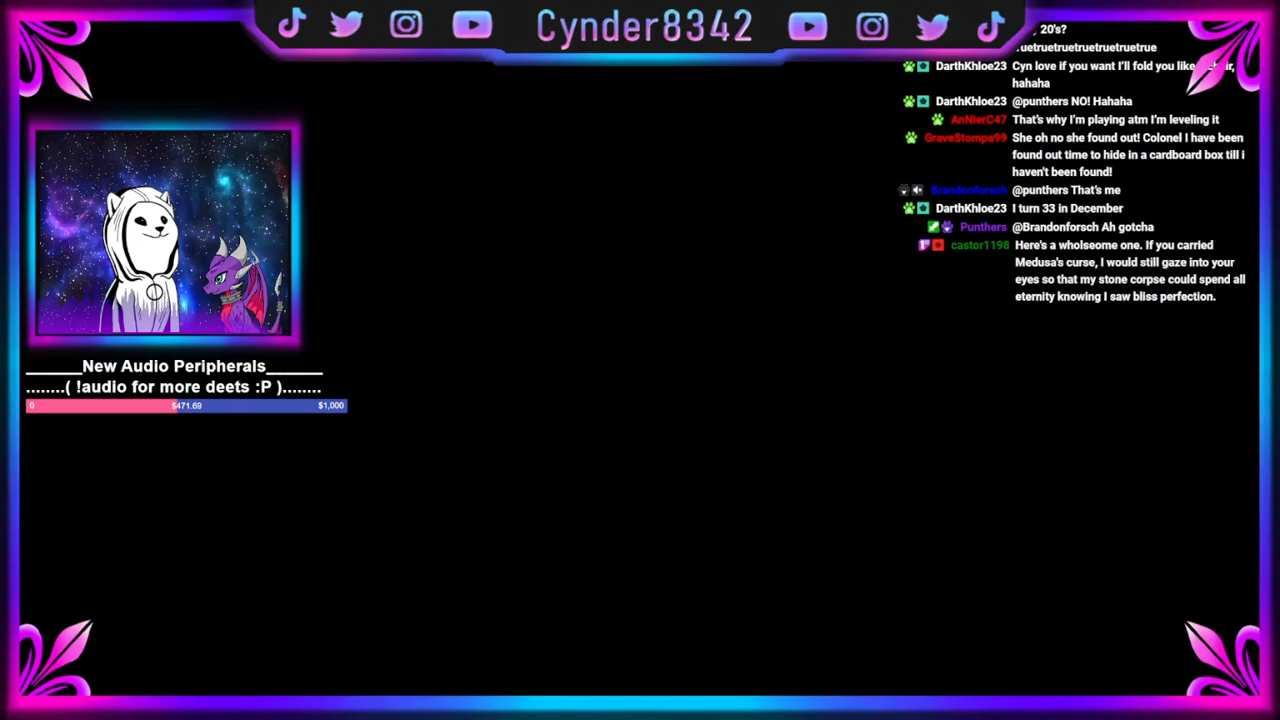 Cynder8342
20's?
ruetruetruetruetruetruetrue
DarthKhloe23 Cyn love if you want I'll fold you like
hahaha
DarthKhloe23 @punthers NO! Hahaha
AnNierC47 That's why I'm playing atm I'm leveling it
GraveStompa99 She oh no she found out! Colonel I have been
found out time to hide in a cardboard box till i
haven't been found!
Brandonforsch @punthers That's me
DarthKhloe23 I turn 33 in December
Punthers @Brandonforsch Ah gotcha
castor1198 Here's a wholseome one. If you carried
Medusa's curse, I would still gaze into your
eyes so that my stone corpse could spend all
eternity knowing I saw bliss perfection.
______New Audio Peripherals______
........( !audio for more deets :P )........
0 $471.69 $1,000